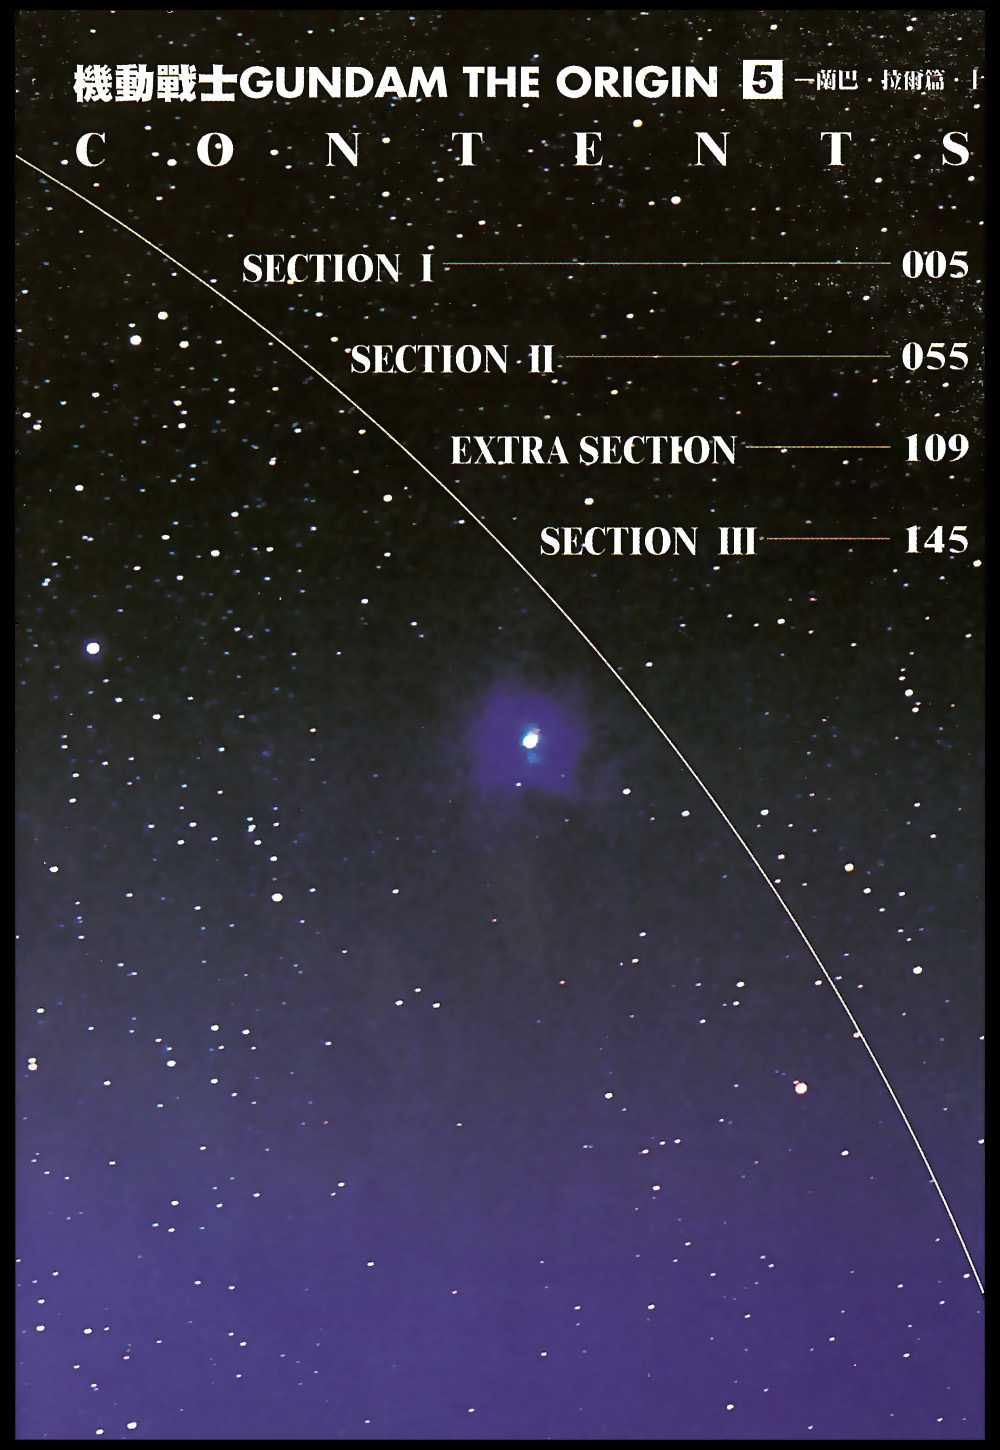 機動戰士GUNDAM THE ORIGIN 5 —蘭巴·拉爾篇·上
CONTENTS
SECTION I 005
SECTION II 055
EXTRA SECTION 109
SECTION III 145